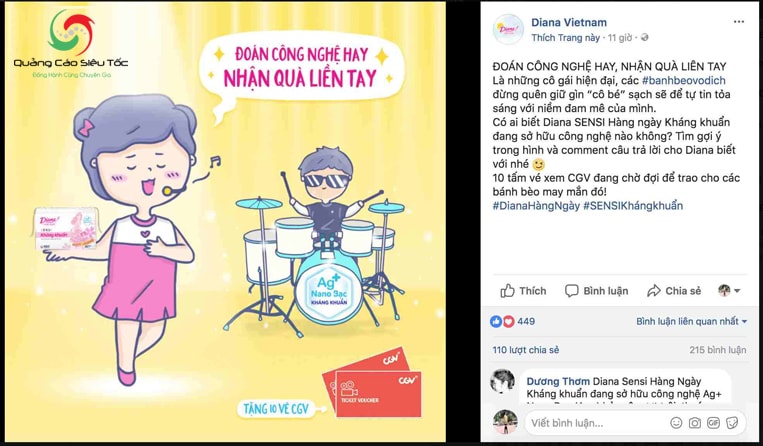 Quảng Cáo Siêu Tốc
Đồng Hành Cùng Chuyên Gia
ĐOÁN CÔNG NGHỆ HAY
NHẬN QUÀ LIỀN TAY
Diana
Kháng khuẩn
Ag+
Nano Bạc
KHÁNG KHUẨN
TẶNG 10 VÉ CGV
CGV
CGV
TICKET VOUCHER
Diana Vietnam
Thích Trang này · 11 giờ ·
ĐOÁN CÔNG NGHỆ HAY, NHẬN QUÀ LIỀN TAY
Là những cô gái hiện đại, các #banhbeovodich
đừng quên giữ gìn “cô bé” sạch sẽ để tự tin tỏa
sáng với niềm đam mê của mình.
Có ai biết Diana SENSI Hàng ngày Kháng khuẩn
đang sở hữu công nghệ nào không? Tìm gợi ý
trong hình và comment câu trả lời cho Diana biết
với nhé
10 tấm vé xem CGV đang chờ đợi để trao cho các
bánh bèo may mắn đó!
#DianaHàngNgày #SENSIKhángkhuẩn
Thích Bình luận Chia sẻ
449 Bình luận liên quan nhất
110 lượt chia sẻ 215 bình luận
Dương Thơm Diana Sensi Hàng Ngày
Kháng khuẩn đang sở hữu công nghệ Ag+
Viết bình luận...